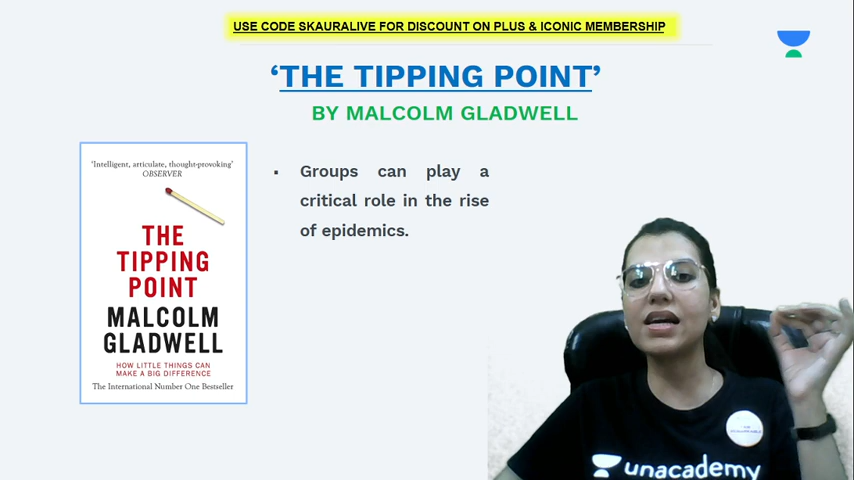 USE CODE SKAURALIVE FOR DISCOUNT ON PLUS & ICONIC MEMBERSHIP
‘THE TIPPING POINT’
BY MALCOLM GLADWELL
‘Intelligent, articulate, thought-provoking’
OBSERVER
THE
TIPPING
POINT
MALCOLM
GLADWELL
HOW LITTLE THINGS CAN
MAKE A BIG DIFFERENCE
The International Number One Bestseller
▪ Groups can play a
critical role in the rise
of epidemics.
unacademy